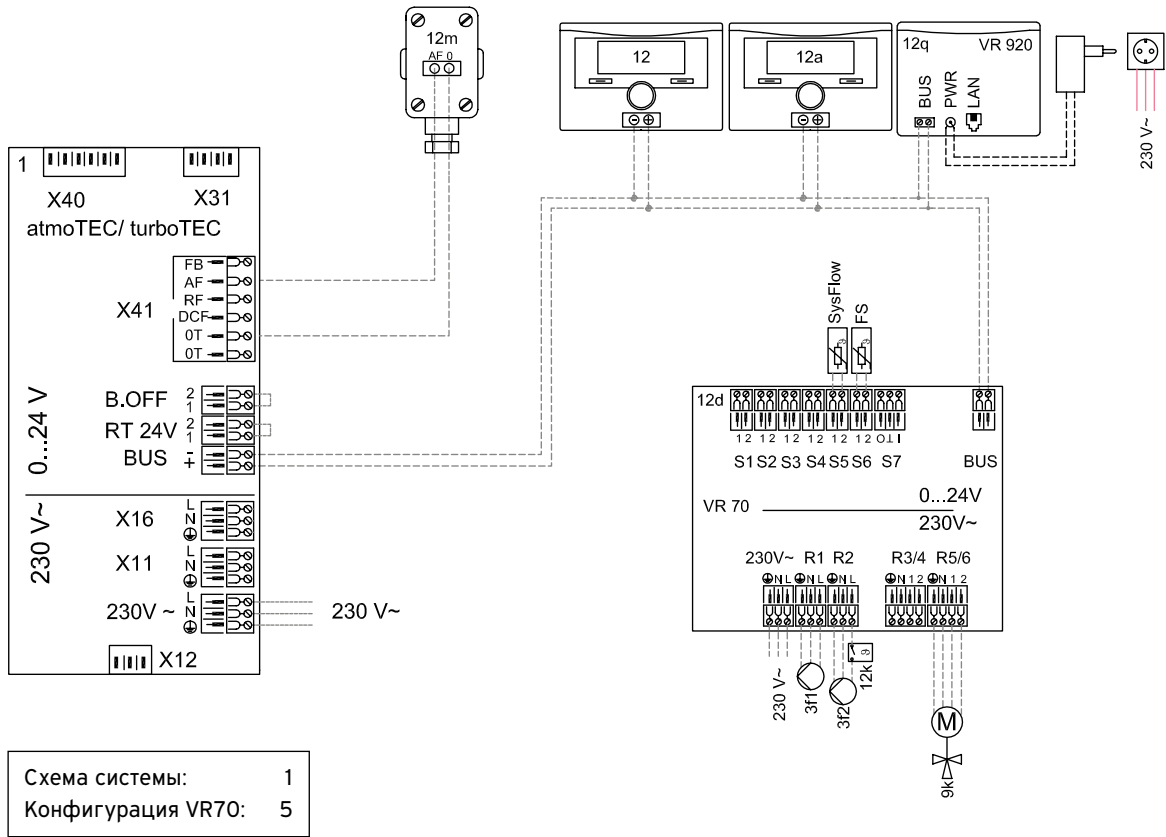 12m
AF 0
12
12a
12q
VR 920
BUS
PWR
LAN
230 V~
1
X40
X31
atmoTEC/ turboTEC
X41
FB
AF
RF
DCF
0T
0T
0...24 V
B.OFF
2
1
RT 24V
2
1
BUS
-
+
230 V~
X16
L
N
X11
L
N
230V ~
L
N
230 V~
X12
SysFlow
FS
12d
1 2
1 2
1 2
1 2
1 2
1 2
O ⊥ I
S1 S2 S3 S4 S5 S6 S7
BUS
VR 70
0...24V
230V~
230V~ R1 R2
R3/4 R5/6
N L
N L
N L
N 1 2
N 1 2
230 V~
3f1
3f2
12k
M
9k
Схема системы: 1
Конфигурация VR70: 5